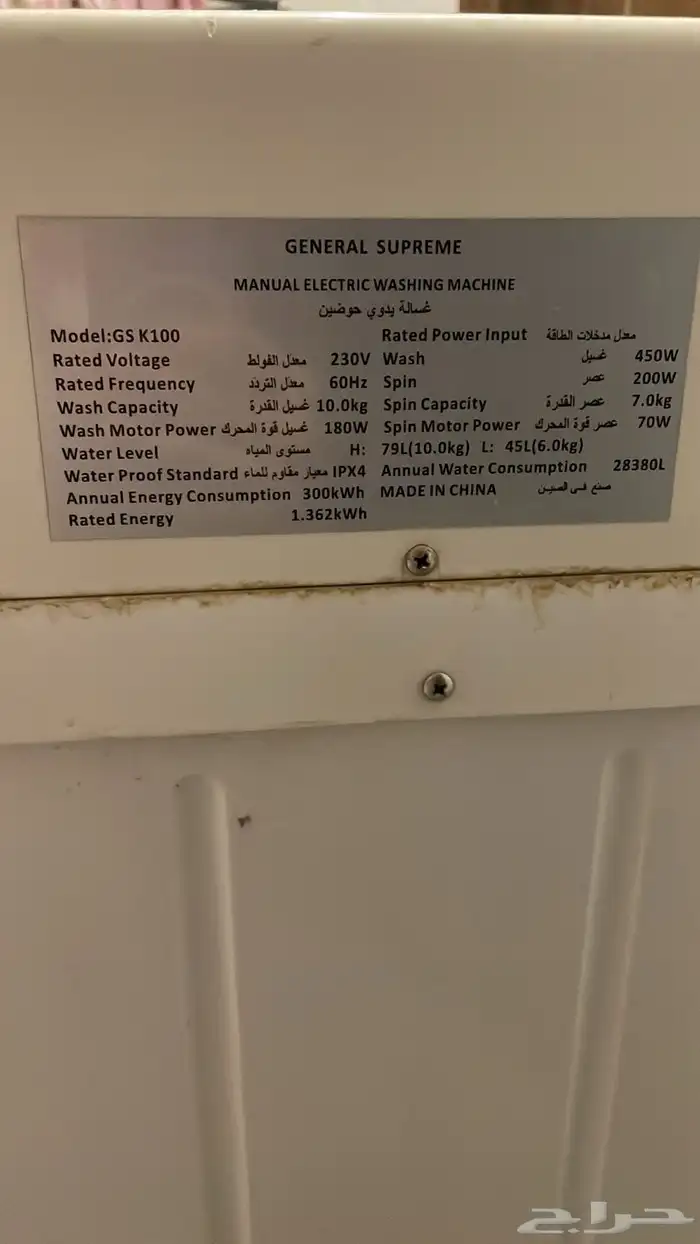 GENERAL SUPREME
MANUAL ELECTRIC WASHING MACHINE
غسالة يدوي حوضين
Model:GS K100 Rated Power Input معدل مدخلات الطاقة
Rated Voltage معدل الفولط 230V Wash غسيل 450W
Rated Frequency معدل التردد 60Hz Spin عصر 200W
Wash Capacity غسيل القدرة 10.0kg Spin Capacity عصر القدرة 7.0kg
Wash Motor Power غسيل قوة المحرك 180W Spin Motor Power عصر قوة المحرك 70W
Water Level مستوى المياه H: 79L(10.0kg) L: 45L(6.0kg)
Water Proof Standard معيار مقاوم للماء IPX4 Annual Water Consumption 28380L
Annual Energy Consumption 300kWh MADE IN CHINA صنع فى الصين
Rated Energy 1.362kWh
حراج